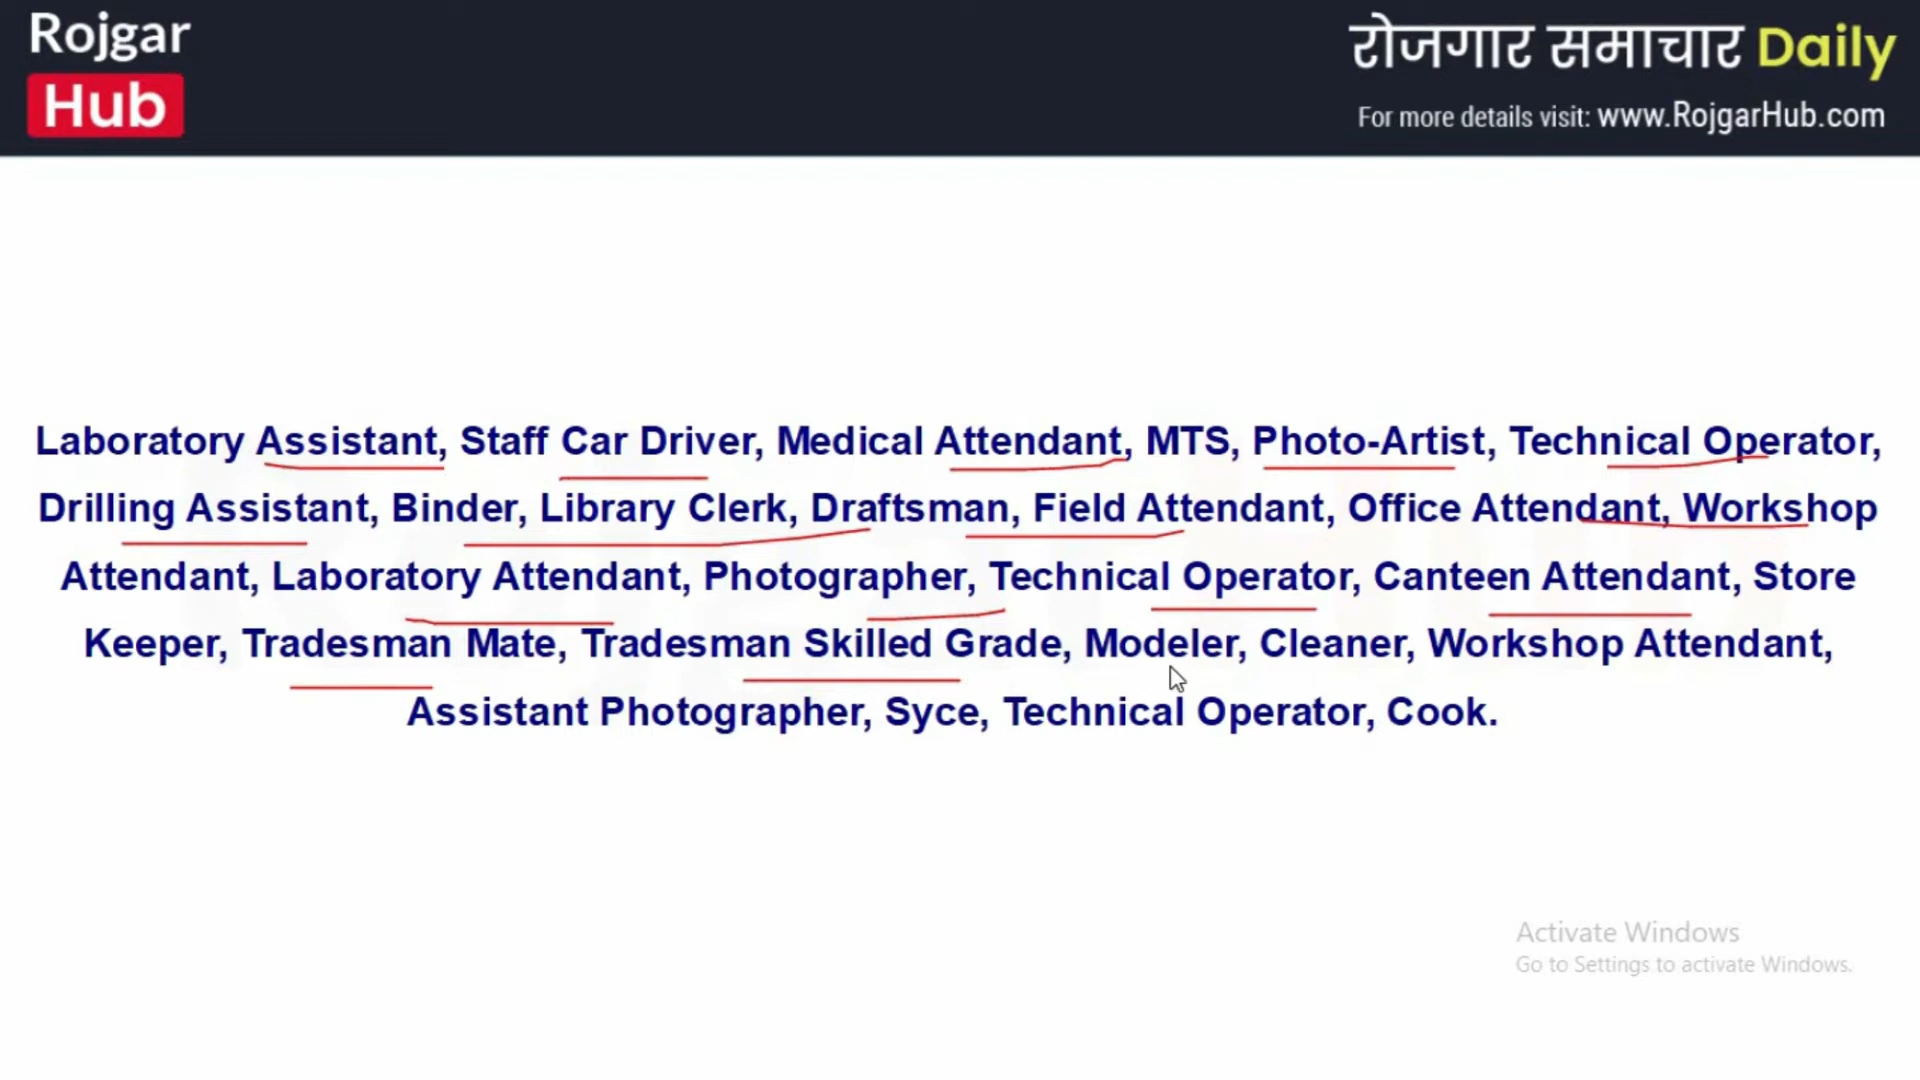 Rojgar
Hub
रोजगार समाचार Daily
For more details visit: www.RojgarHub.com
Laboratory Assistant, Staff Car Driver, Medical Attendant, MTS, Photo-Artist, Technical Operator,
Drilling Assistant, Binder, Library Clerk, Draftsman, Field Attendant, Office Attendant, Workshop
Attendant, Laboratory Attendant, Photographer, Technical Operator, Canteen Attendant, Store
Keeper, Tradesman Mate, Tradesman Skilled Grade, Modeler, Cleaner, Workshop Attendant,
Assistant Photographer, Syce, Technical Operator, Cook.
Activate Windows
Go to Settings to activate Windows.